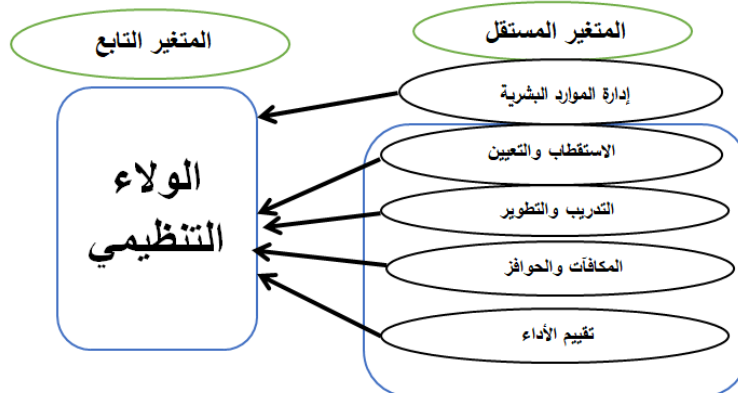 المتغير المستقل
المتغير التابع
إدارة الموارد البشرية
الاستقطاب والتعيين
التدريب والتطوير
المكافآت والحوافز
تقييم الأداء
الولاء
التنظيمي